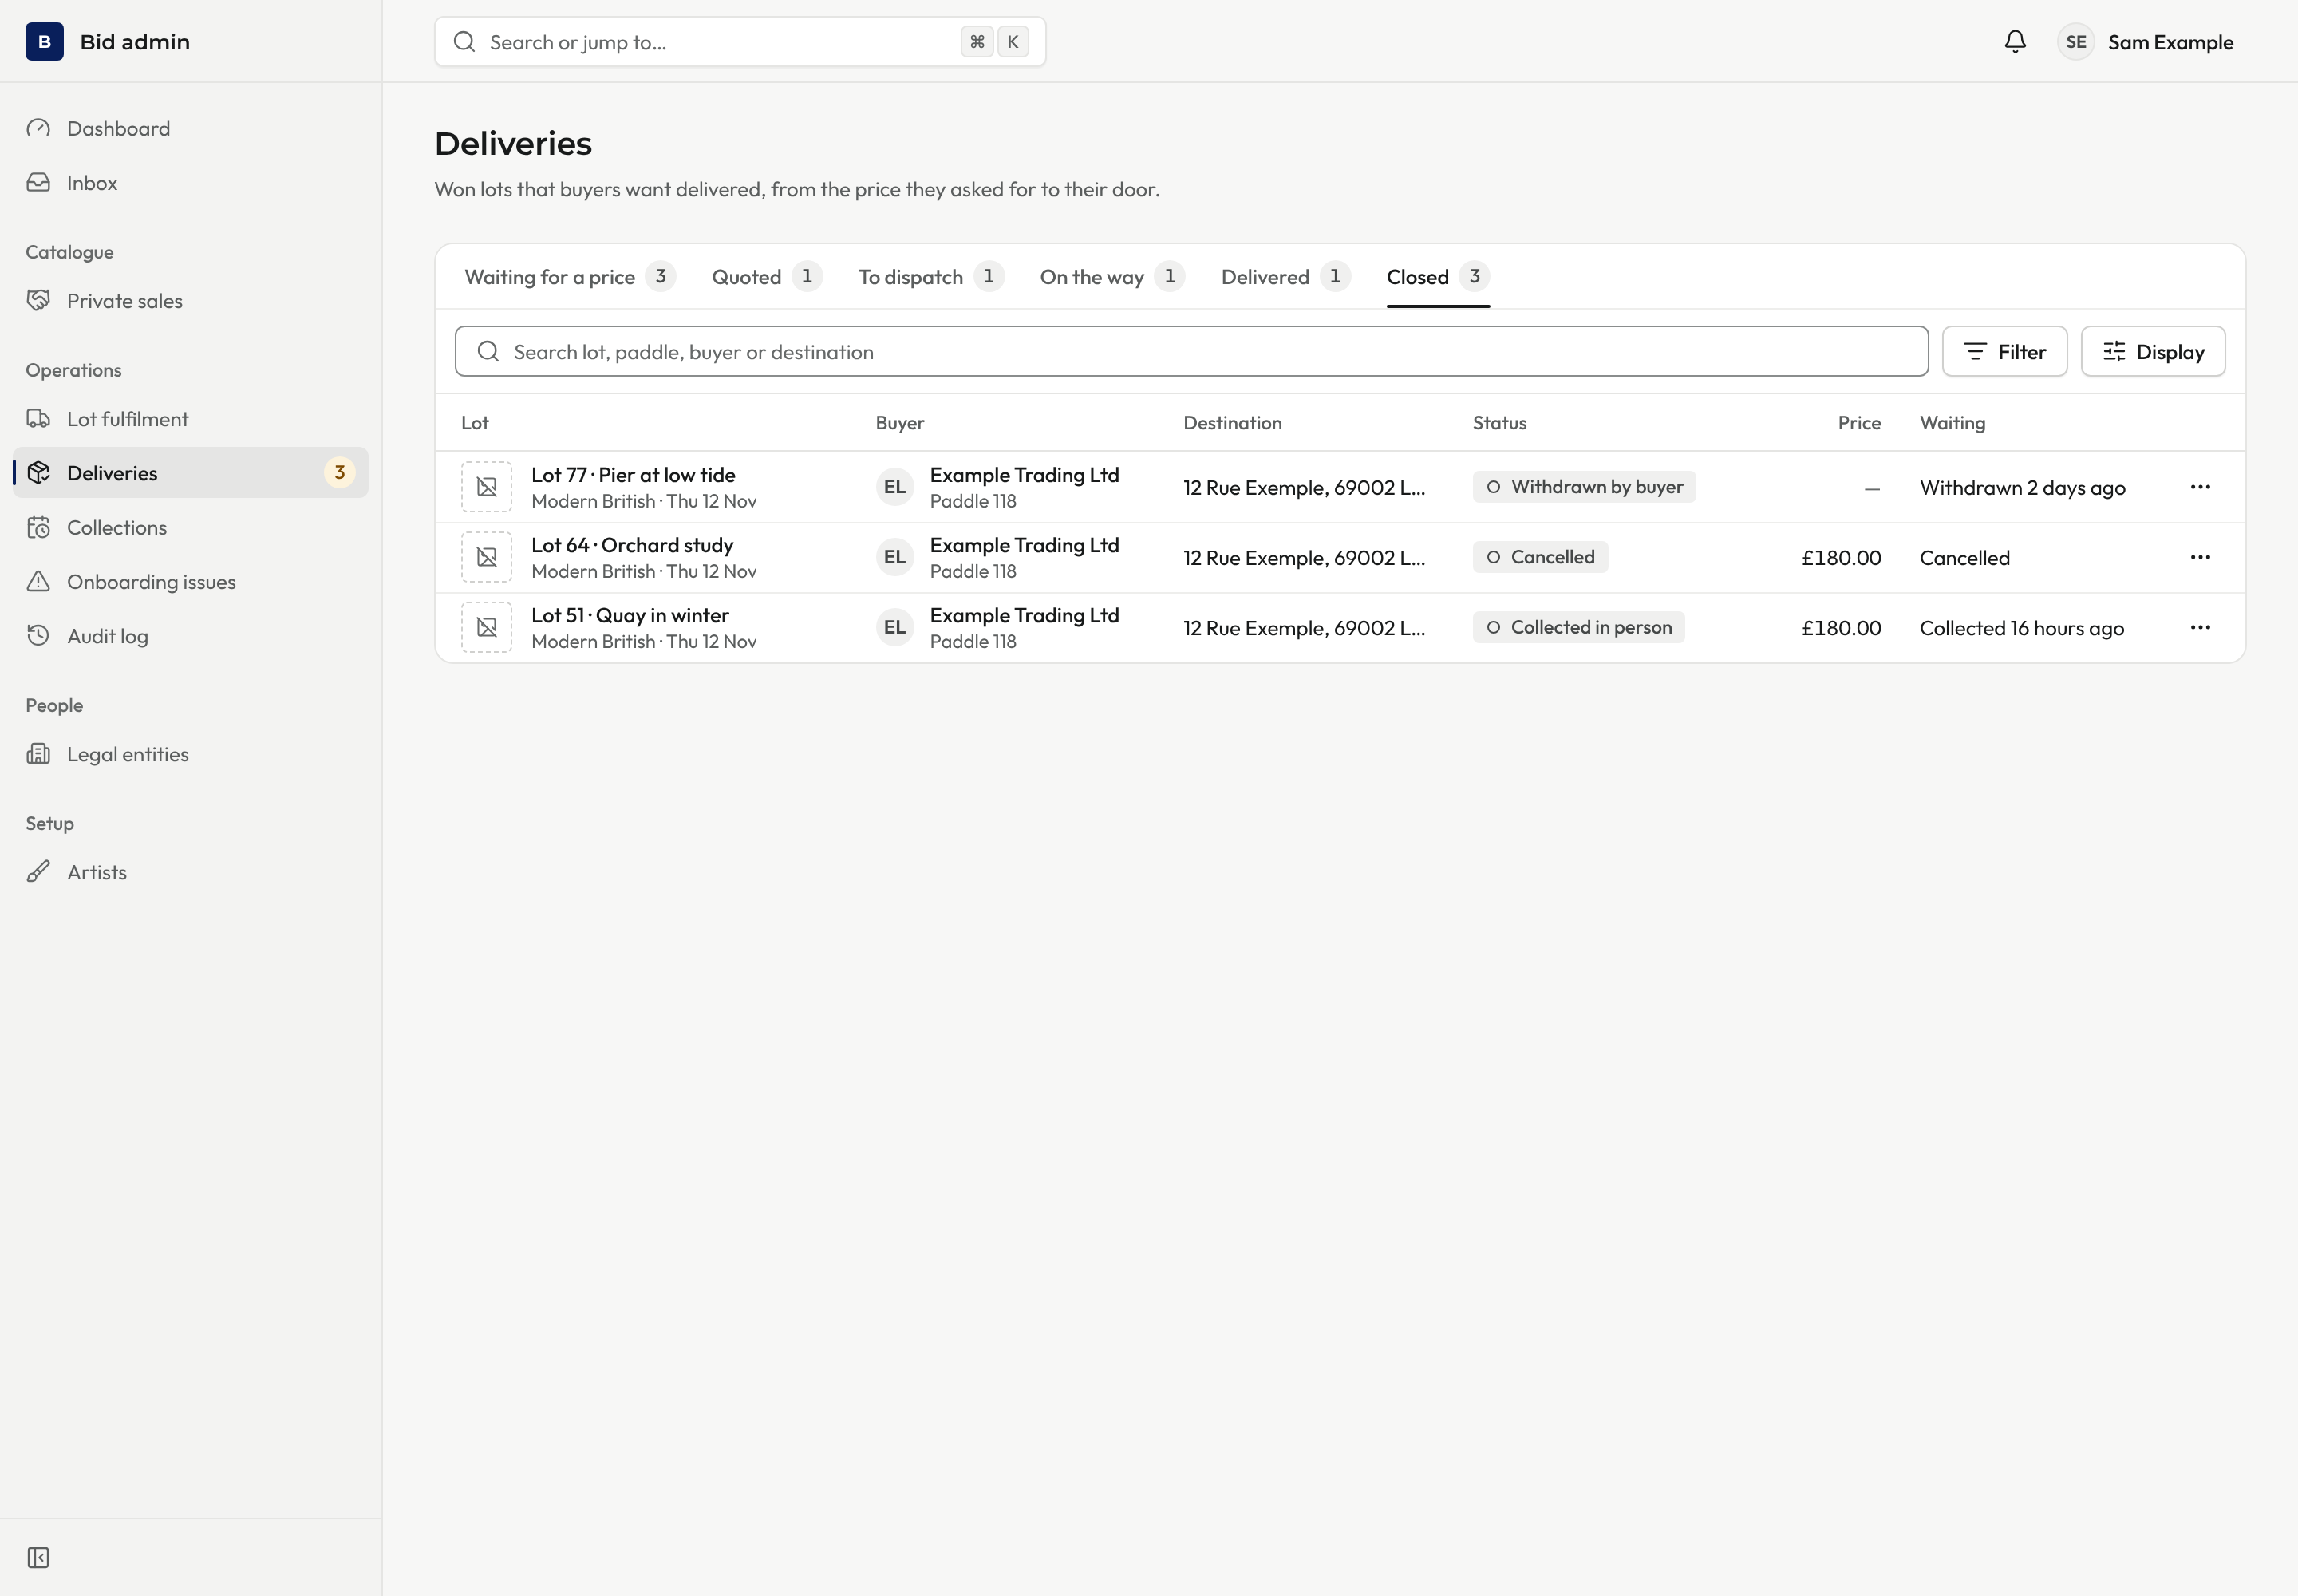 B Bid admin
Search or jump to...
⌘ K
SE Sam Example
Dashboard
Inbox
Catalogue
Private sales
Operations
Lot fulfilment
Deliveries 3
Collections
Onboarding issues
Audit log
People
Legal entities
Setup
Artists
Deliveries
Won lots that buyers want delivered, from the price they asked for to their door.
Waiting for a price 3 Quoted 1 To dispatch 1 On the way 1 Delivered 1 Closed 3
Search lot, paddle, buyer or destination
Filter
Display
Lot Buyer Destination Status Price Waiting
Lot 77 · Pier at low tide
Modern British · Thu 12 Nov
EL
Example Trading Ltd
Paddle 118
12 Rue Exemple, 69002 L...
Withdrawn by buyer
—
Withdrawn 2 days ago
Lot 64 · Orchard study
Modern British · Thu 12 Nov
EL
Example Trading Ltd
Paddle 118
12 Rue Exemple, 69002 L...
Cancelled
£180.00
Cancelled
Lot 51 · Quay in winter
Modern British · Thu 12 Nov
EL
Example Trading Ltd
Paddle 118
12 Rue Exemple, 69002 L...
Collected in person
£180.00
Collected 16 hours ago